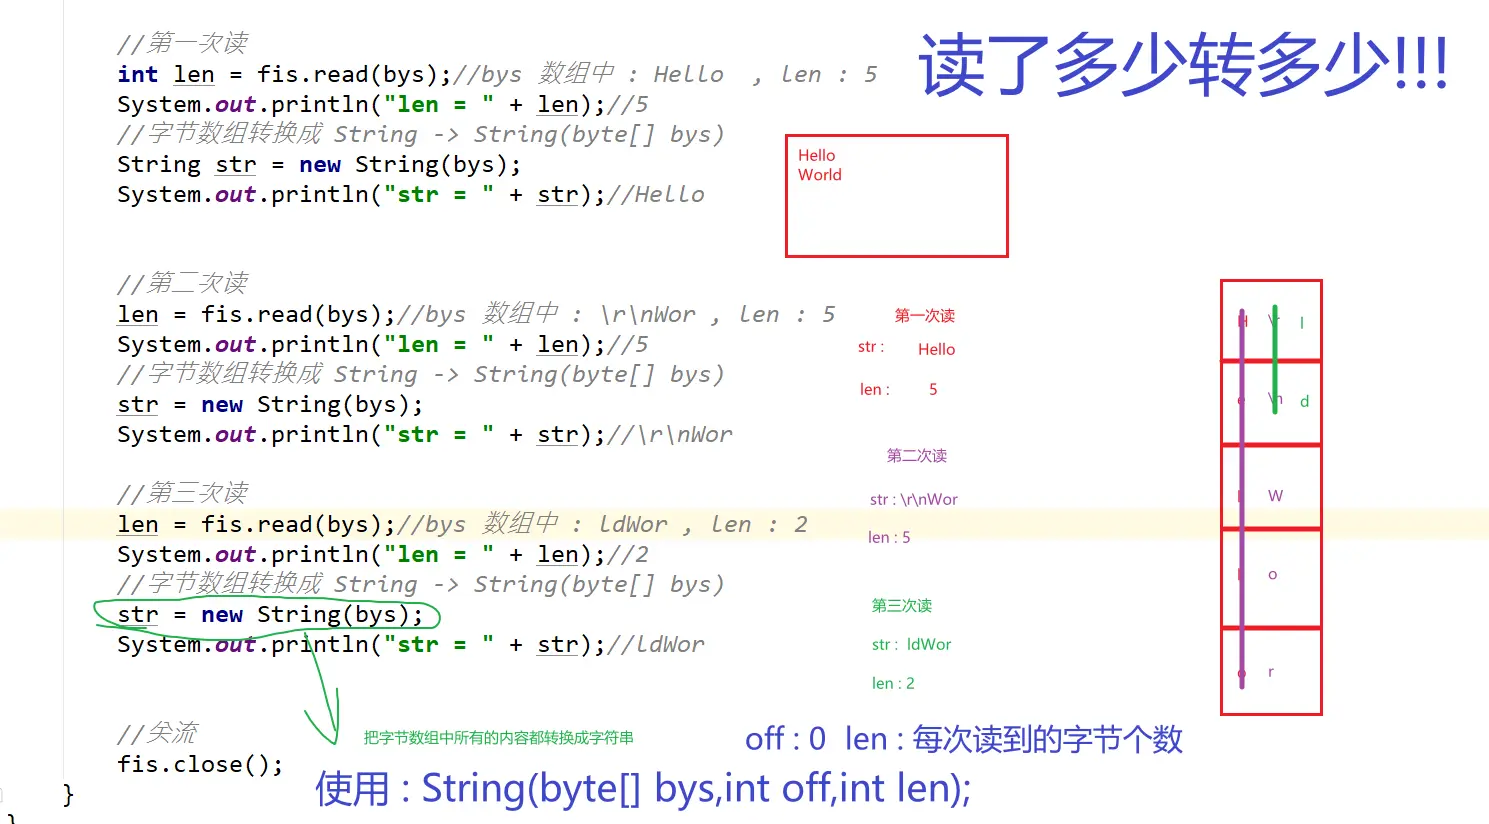 //第一次读
int len = fis.read(bys);//bys 数组中 : Hello , len : 5
读了多少转多少!!!
System.out.println("len = " + len);//5
//字节数组转换成 String -> String(byte[] bys)
String str = new String(bys);
System.out.println("str = " + str);//Hello
Hello
World
//第二次读
len = fis.read(bys);//bys 数组中 : \r\nWor , len : 5
System.out.println("len = " + len);//5
//字节数组转换成 String -> String(byte[] bys)
str = new String(bys);
System.out.println("str = " + str);//\r\nWor
//第三次读
len = fis.read(bys);//bys 数组中 : ldWor , len : 2
System.out.println("len = " + len);//2
//字节数组转换成 String -> String(byte[] bys)
str = new String(bys);
System.out.println("str = " + str);//ldWor
//关流
fis.close();
}
}
第一次读
str : Hello
len : 5
第二次读
str : \r\nWor
len : 5
第三次读
str : ldWor
len : 2
H \r l
e \n d
W
o
r
把字节数组中所有的内容都转换成字符串
off : 0 len : 每次读到的字节个数
使用 : String(byte[] bys,int off,int len);